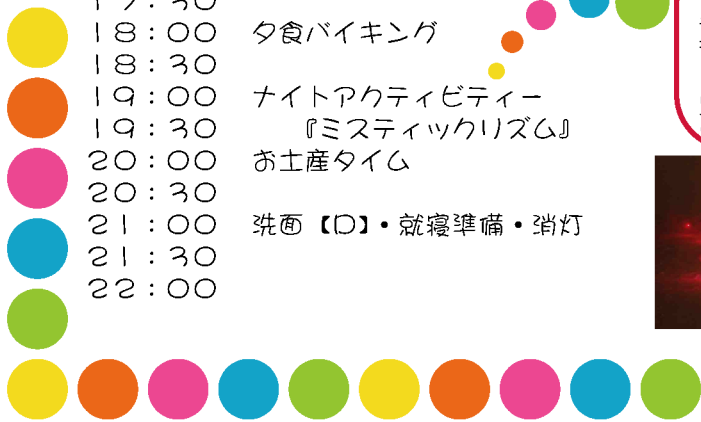 18:00 夕食バイキング
18:30
19:00 ナイトアクティビティー
19:30 『ミスティックリズム』
20:00 お土産タイム
20:30
21:00 洗面【口】・就寝準備・消灯
21:30
22:00